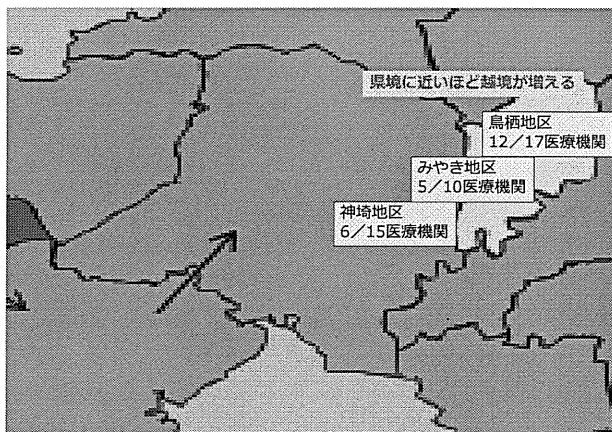 県境に近いほど越境が増える
鳥栖地区
12／17医療機関
みやき地区
5／10医療機関
神埼地区
6／15医療機関